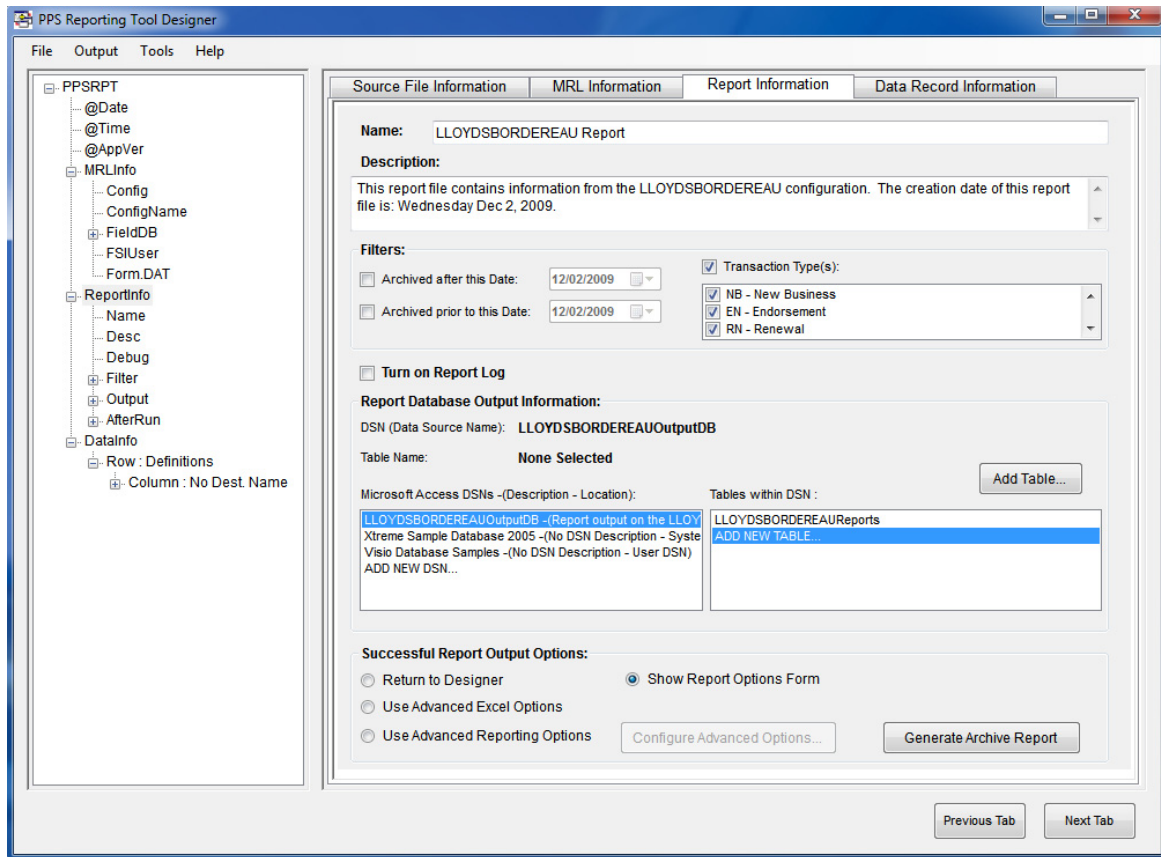 PPS Reporting Tool Designer
File Output Tools Help
PPSRPT
@Date
@Time
@AppVer
MRLInfo
Config
ConfigName
FieldDB
FSIUser
Form.DAT
ReportInfo
Name
Desc
Debug
Filter
Output
AfterRun
DataInfo
Row : Definitions
Column : No Dest. Name
Source File Information MRL Information Report Information Data Record Information
Name: LLOYDSBORDEREAU Report
Description:
This report file contains information from the LLOYDSBORDEREAU configuration. The creation date of this report
file is: Wednesday Dec 2, 2009.
Filters:
Archived after this Date: 12/02/2009
Archived prior to this Date: 12/02/2009
Transaction Type(s):
NB - New Business
EN - Endorsement
RN - Renewal
Turn on Report Log
Report Database Output Information:
DSN (Data Source Name): LLOYDSBORDEREAUOutputDB
Table Name: None Selected
Add Table...
Microsoft Access DSNs -(Description - Location):
LLOYDSBORDEREAUOutputDB -(Report output on the LLOY
Xtreme Sample Database 2005 -(No DSN Description - Syste
Visio Database Samples -(No DSN Description - User DSN)
ADD NEW DSN...
Tables within DSN :
LLOYDSBORDEREAUReports
ADD NEW TABLE...
Successful Report Output Options:
Return to Designer Show Report Options Form
Use Advanced Excel Options
Use Advanced Reporting Options Configure Advanced Options... Generate Archive Report
Previous Tab Next Tab